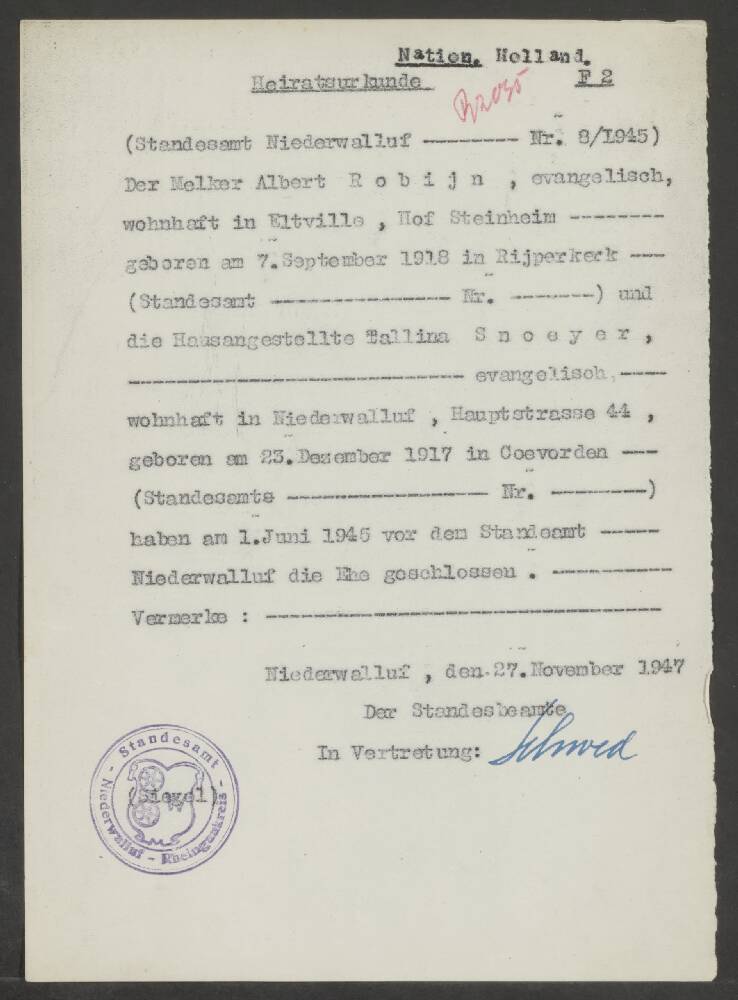 Nation. Holland.
Heiratsurkunde F 2
(Standesamt Niederwalluf -------- Nr. 8/1945)
Der Melker Albert R o b i j n , evangelisch,
wohnhaft in Eltville , Hof Steinheim --------
geboren am 7.September 1918 in Rijperkerk ---
(Standesamt ---------------- Nr. -------) und
die Hausangestellte Tallina S n o e y e r ,
------------------------------ evangelisch,----
wohnhaft in Niederwalluf , Hauptstrasse 44 ,
geboren am 23.Dezember 1917 in Coevorden ---
(Standesamts ------------------ Nr. --------)
haben am 1.Juni 1945 vor dem Standeamt -----
Niederwalluf die Ehe geschlossen . -----------
Vermerke : -----------------------------------
Niederwalluf , den.27.November 1947
Der Standesbeamte
In Vertretung:
(Siegel)
- Standesamt -
Niederwalluf - Rheingaukreis